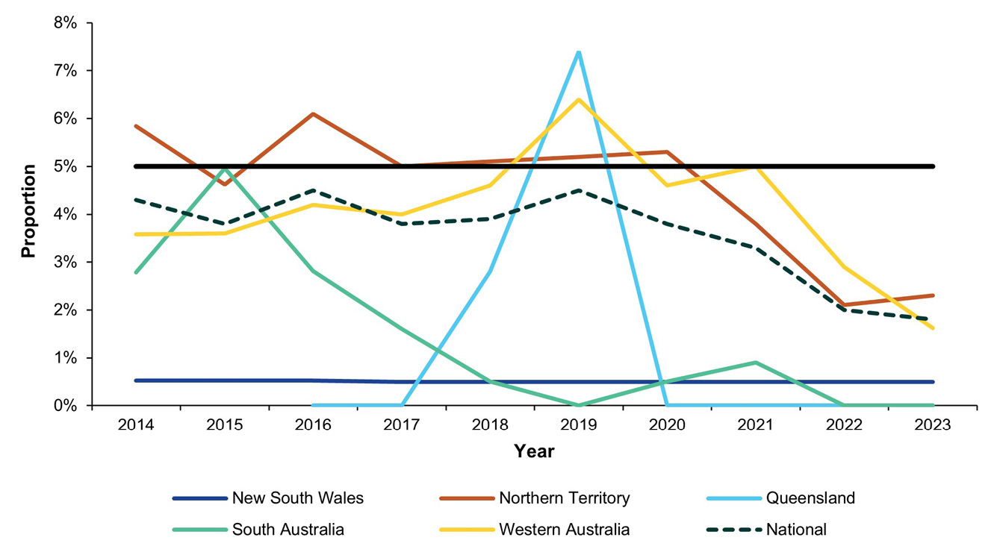 8%
7%
6%
5%
4%
3%
2%
1%
0%
Proportion
2014 2015 2016 2017 2018 2019 2020 2021 2022 2023
Year
New South Wales Northern Territory Queensland
South Australia Western Australia National